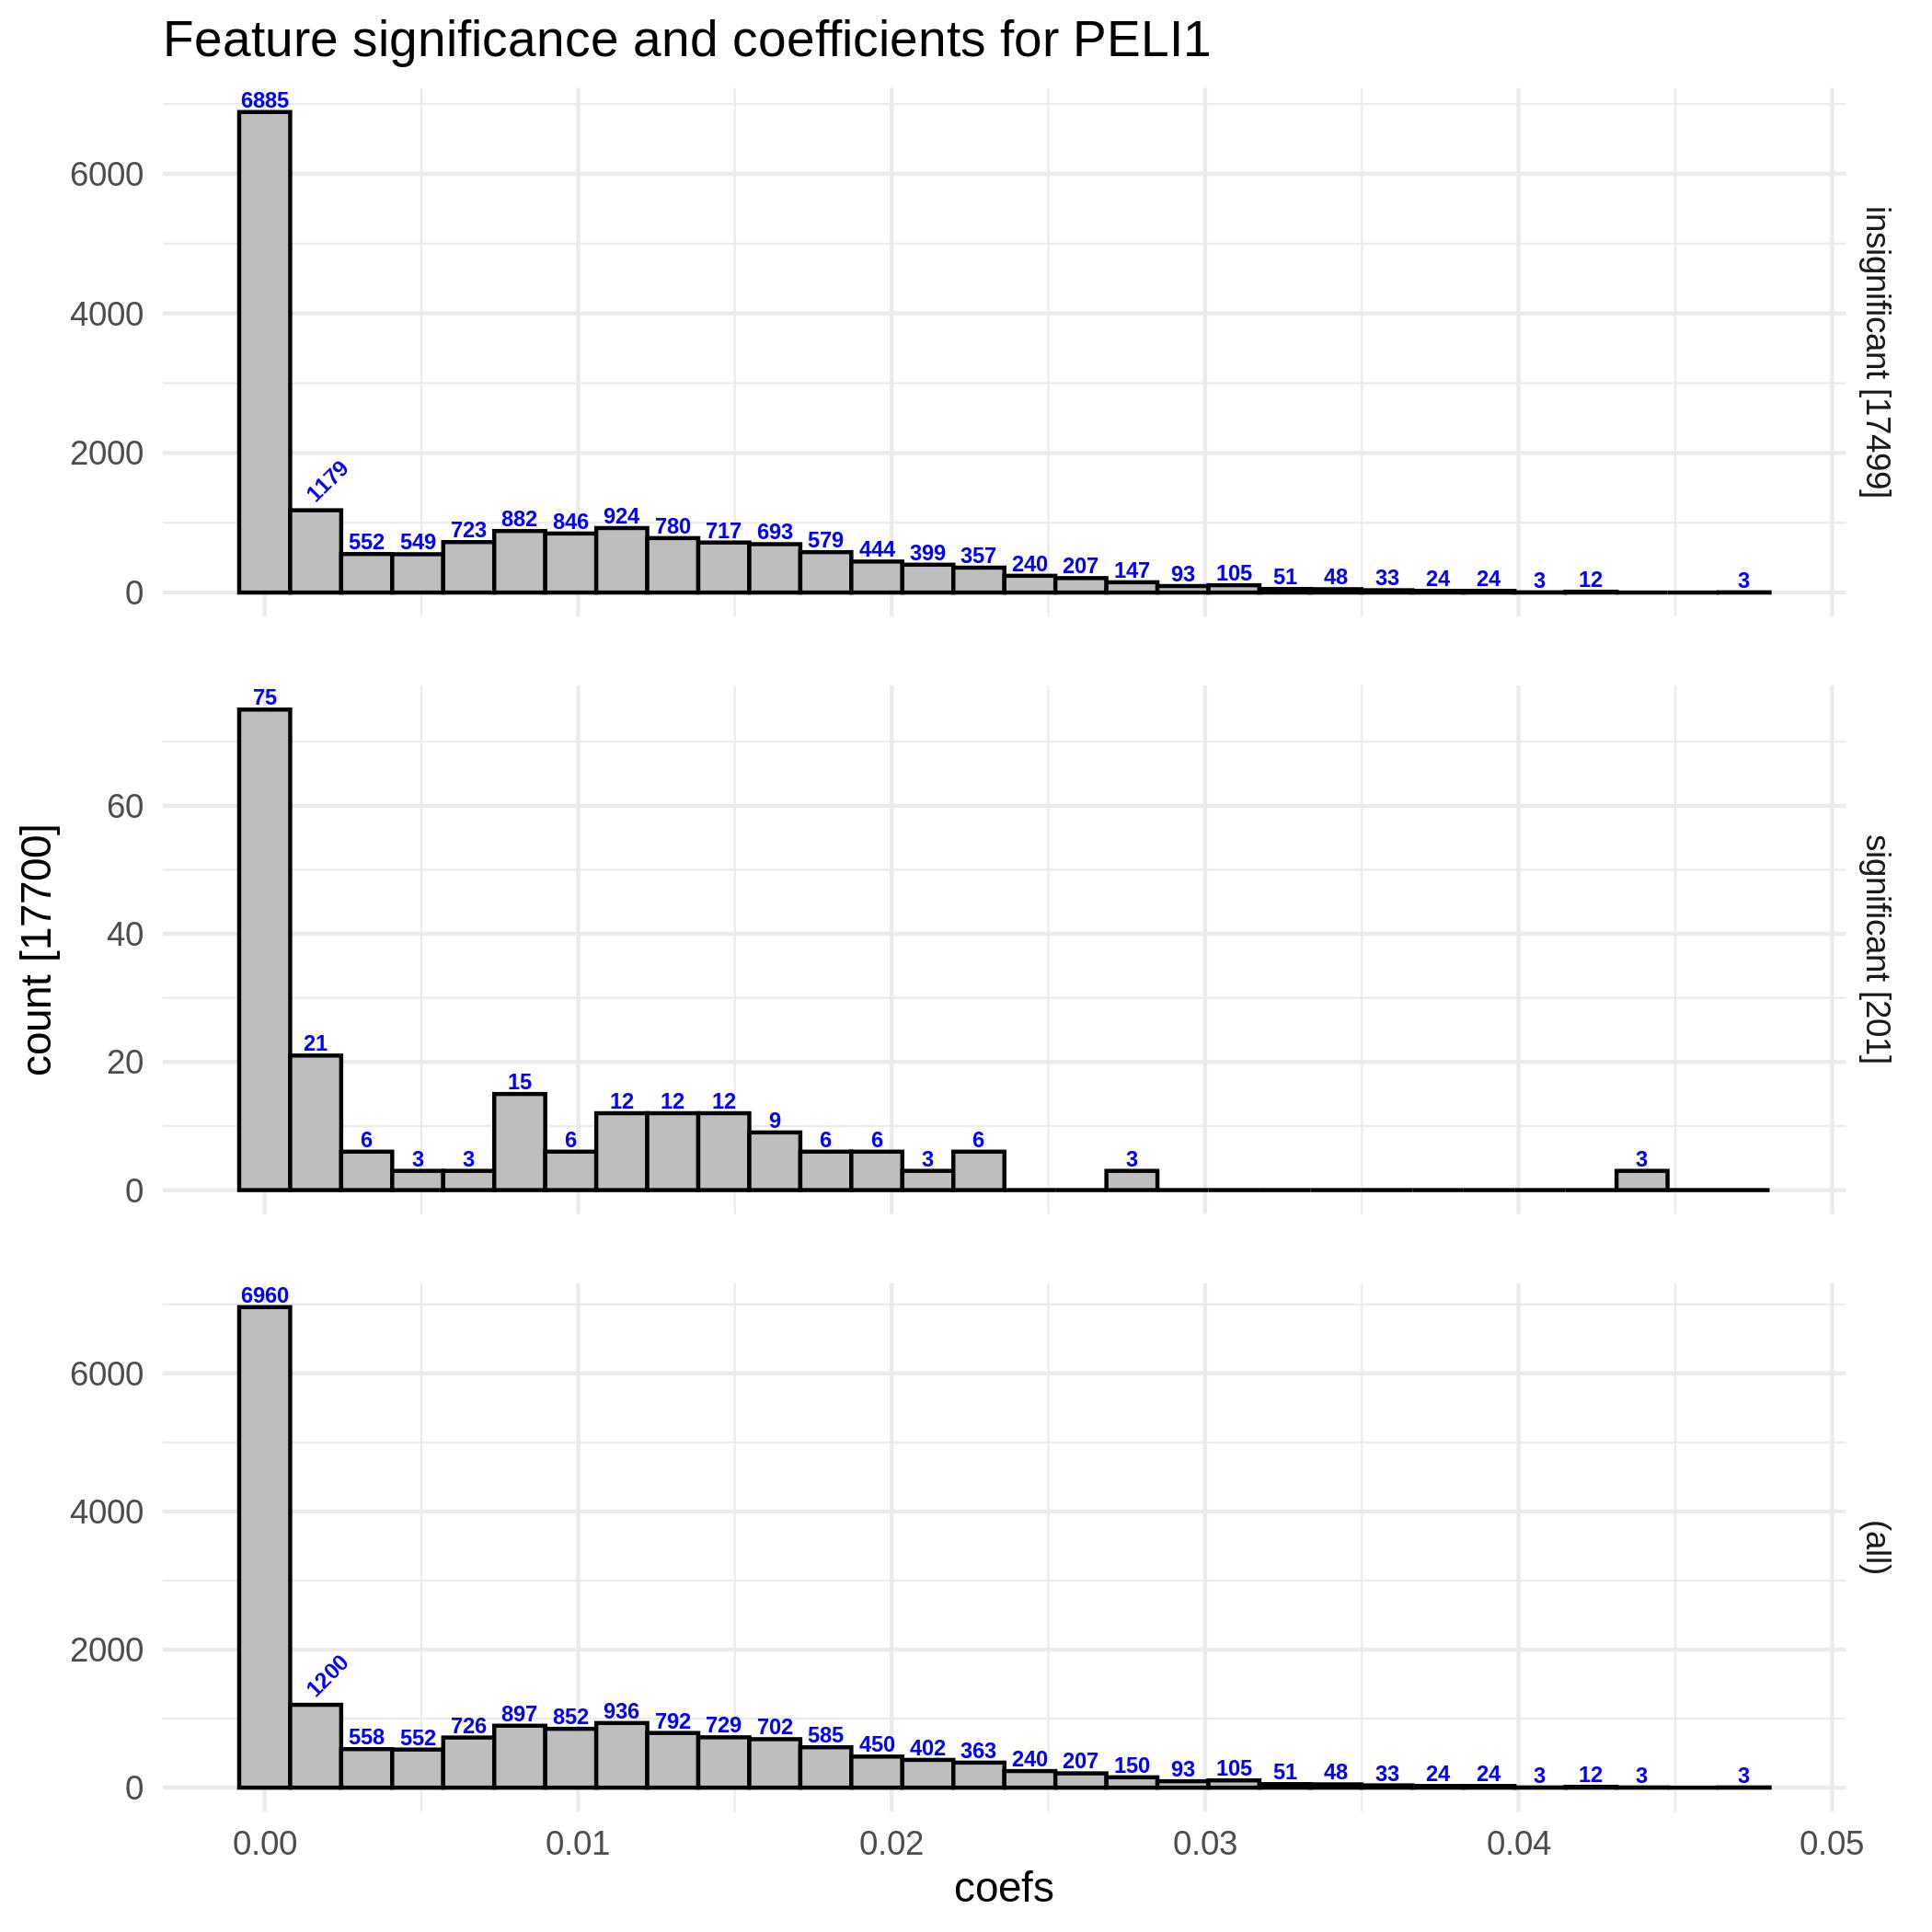 Feature significance and coefficients for PELI1
count [17700]
6885
1179
552 549 723 882 846 924 780 717 693 579 444 399 357 240 207 147 93 105 51 48 33 24 24 3 12 3
6000
4000
2000
0
insignificant [17499]
75
21
6 3 3 15 6 12 12 12 9 6 6 3 6 3 3
60
40
20
0
significant [201]
6960
1200
558 552 726 897 852 936 792 729 702 585 450 402 363 240 207 150 93 105 51 48 33 24 24 3 12 3 3
6000
4000
2000
0
(all)
0.00 0.01 0.02 0.03 0.04 0.05
coefs